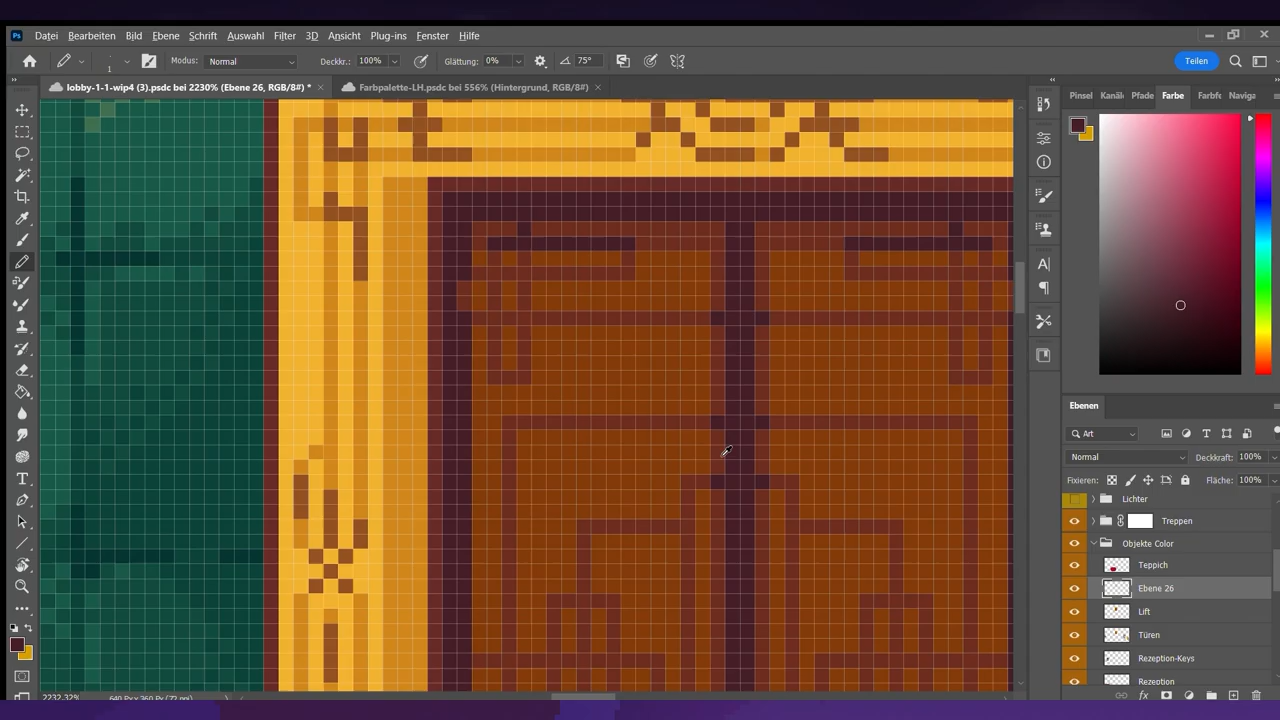 Ps Datei Bearbeiten Bild Ebene Schrift Auswahl Filter 3D Ansicht Plug-ins Fenster Hilfe
1 Modus: Normal Deckkr.: 100% Glättung: 0% 75° Teilen
lobby-1-1-wip4 (3).psdc bei 2230% (Ebene 26, RGB/8#) * × Farbpalette-LH.psdc bei 556% (Hintergrund, RGB/8#) ×
Pinsel Kanäl Pfade Farbe Farbfe Naviga
Ebenen
Art
Normal Deckkraft: 100%
Fixieren: Fläche: 100%
Lichter
Treppen
Objekte Color
Teppich
Ebene 26
Lift
Türen
Rezeption-Keys
Rezeption
2232,32% 640 Px x 360 Px (72 ppi)